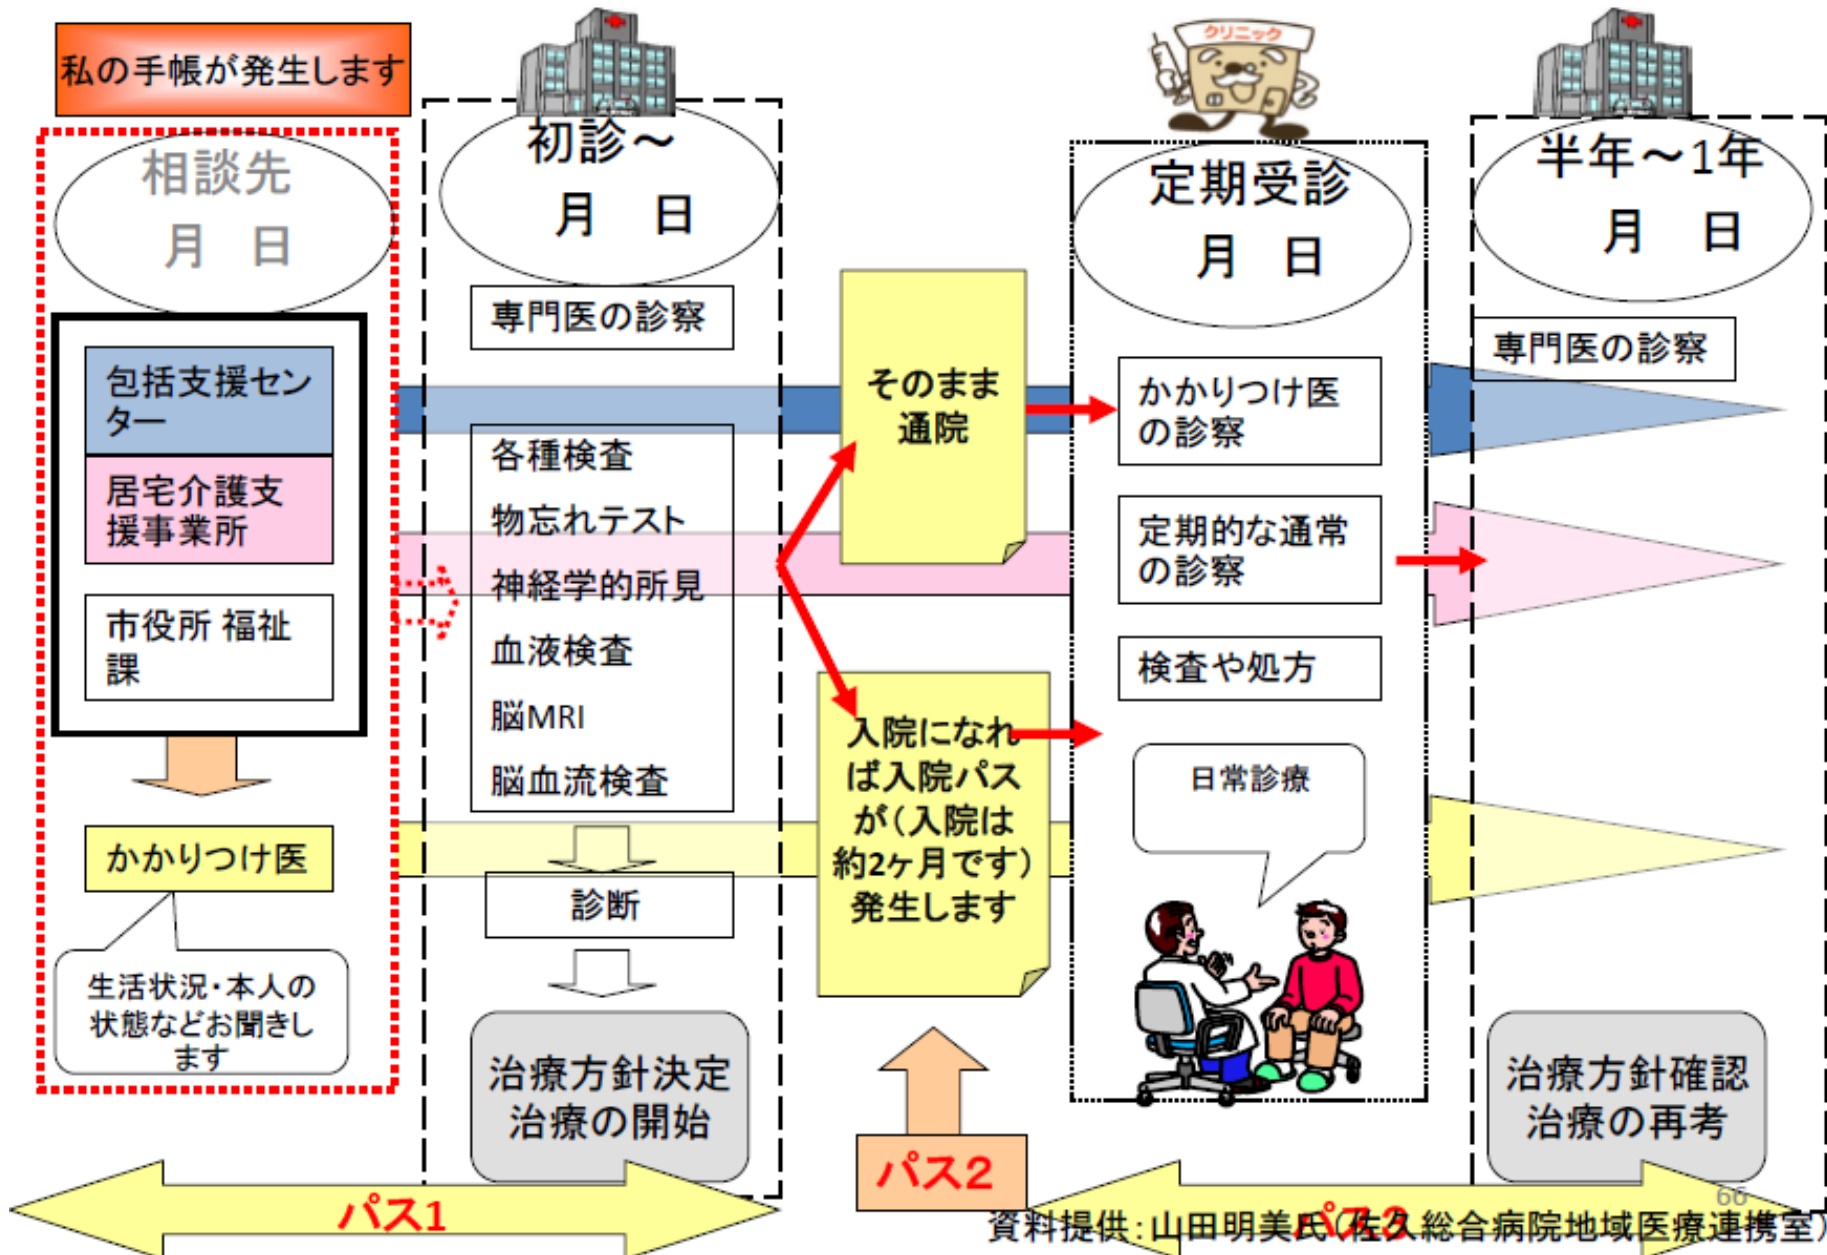 私の手帳が発生します
相談先
月 日
包括支援セン
ター
居宅介護支
援事業所
市役所 福祉
課
かかりつけ医
生活状況・本人の
状態などお聞きし
ます
初診～
月 日
専門医の診察
各種検査
物忘れテスト
神経学的所見
血液検査
脳MRI
脳血流検査
診断
治療方針決定
治療の開始
パス1
そのまま
通院
入院になれ
ば入院パス
が（入院は
約2ヶ月です）
発生します
パス2
クリニック
定期受診
月 日
かかりつけ医
の診察
定期的な通常
の診察
検査や処方
日常診療
半年～1年
月 日
専門医の診察
治療方針確認
治療の再考
パス3
66
資料提供：山田明美氏（佐久総合病院地域医療連携室）